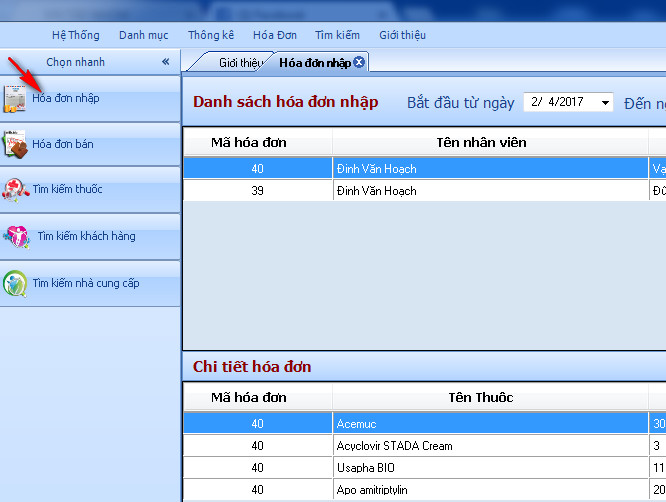 Hệ Thống Danh mục Thông kê Hóa Đơn Tìm kiếm Giới thiệu
Chọn nhanh «
Hóa đơn nhập
Hóa đơn bán
Tìm kiếm thuốc
Tìm kiếm khách hàng
Tìm kiếm nhà cung cấp
Giới thiệu Hóa đơn nhập
Danh sách hóa đơn nhập Bắt đầu từ ngày 2/ 4/2017 Đến
Mã hóa đơn Tên nhân viên
40 Đinh Văn Hoạch
39 Đinh Văn Hoạch
Chi tiết hóa đơn
Mã hóa đơn Tên Thuốc
40 Acemuc 30
40 Acyclovir STADA Cream 3
40 Usapha BIO 11
40 Apo amitriptylin 20